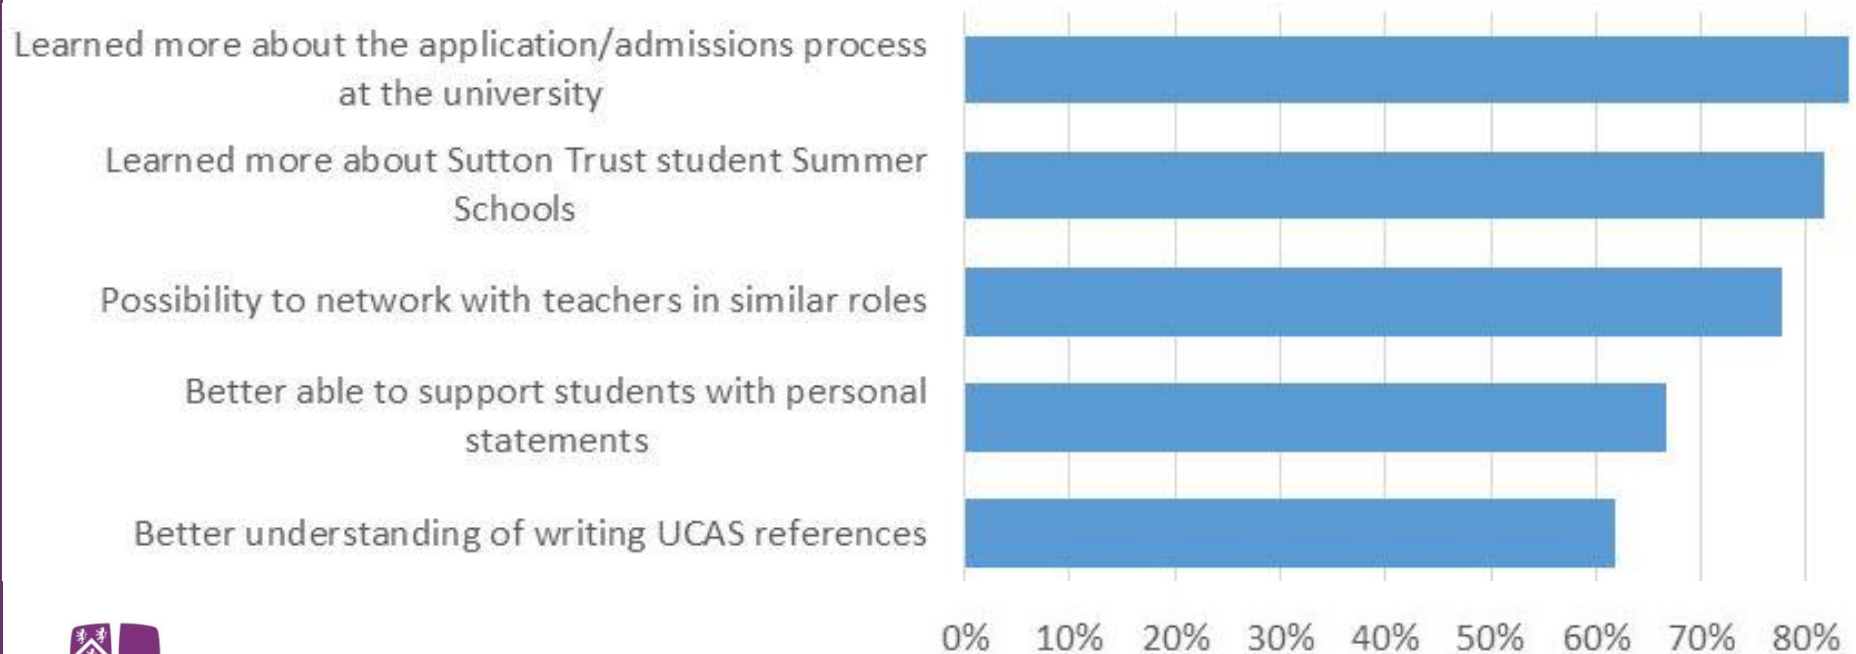 Learned more about the application/admissions process
at the university
Learned more about Sutton Trust student Summer
Schools
Possibility to network with teachers in similar roles
Better able to support students with personal
statements
Better understanding of writing UCAS references
0% 10% 20% 30% 40% 50% 60% 70% 80%